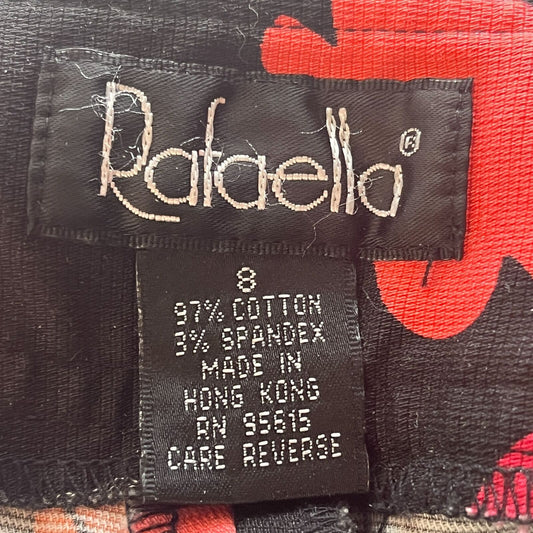 Rafaella®
8
97% COTTON
3% SPANDEX
MADE IN
HONG KONG
RN 95615
CARE REVERSE